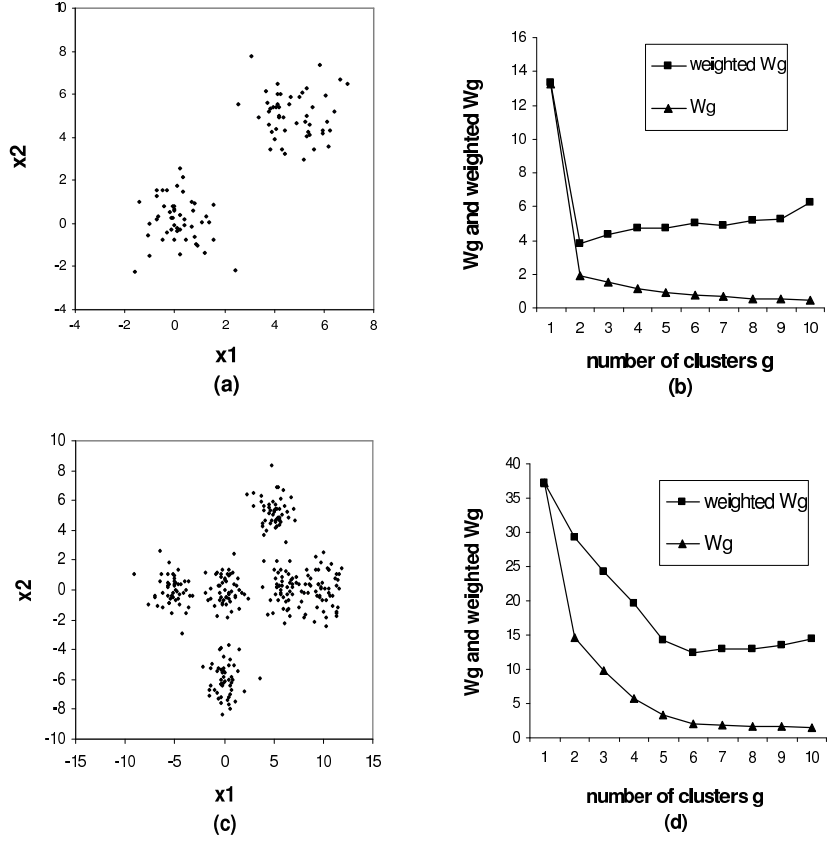 10
8
6
4
2
0
-2
-4
-4
-2
0
2
4
6
8
x2
x1
(a)
16
14
12
10
8
6
4
2
0
1 2 3 4 5 6 7 8 9 10
Wg and weighted Wg
weighted Wg
Wg
number of clusters g
(b)
10
8
6
4
2
0
-2
-4
-6
-8
-10
-15 -10 -5 0 5 10 15
x2
x1
(c)
40
35
30
25
20
15
10
5
0
1 2 3 4 5 6 7 8 9 10
Wg and weighted Wg
weighted Wg
Wg
number of clusters g
(d)